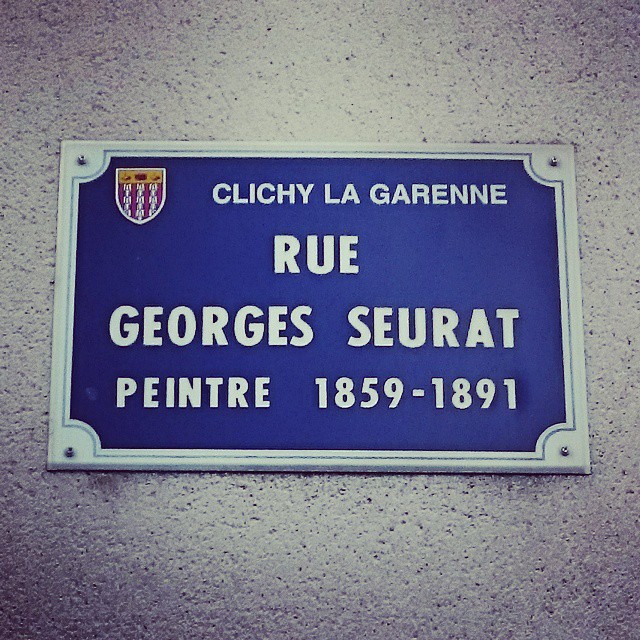 CLICHY LA GARENNE
RUE
GEORGES SEURAT
PEINTRE 1859-1891